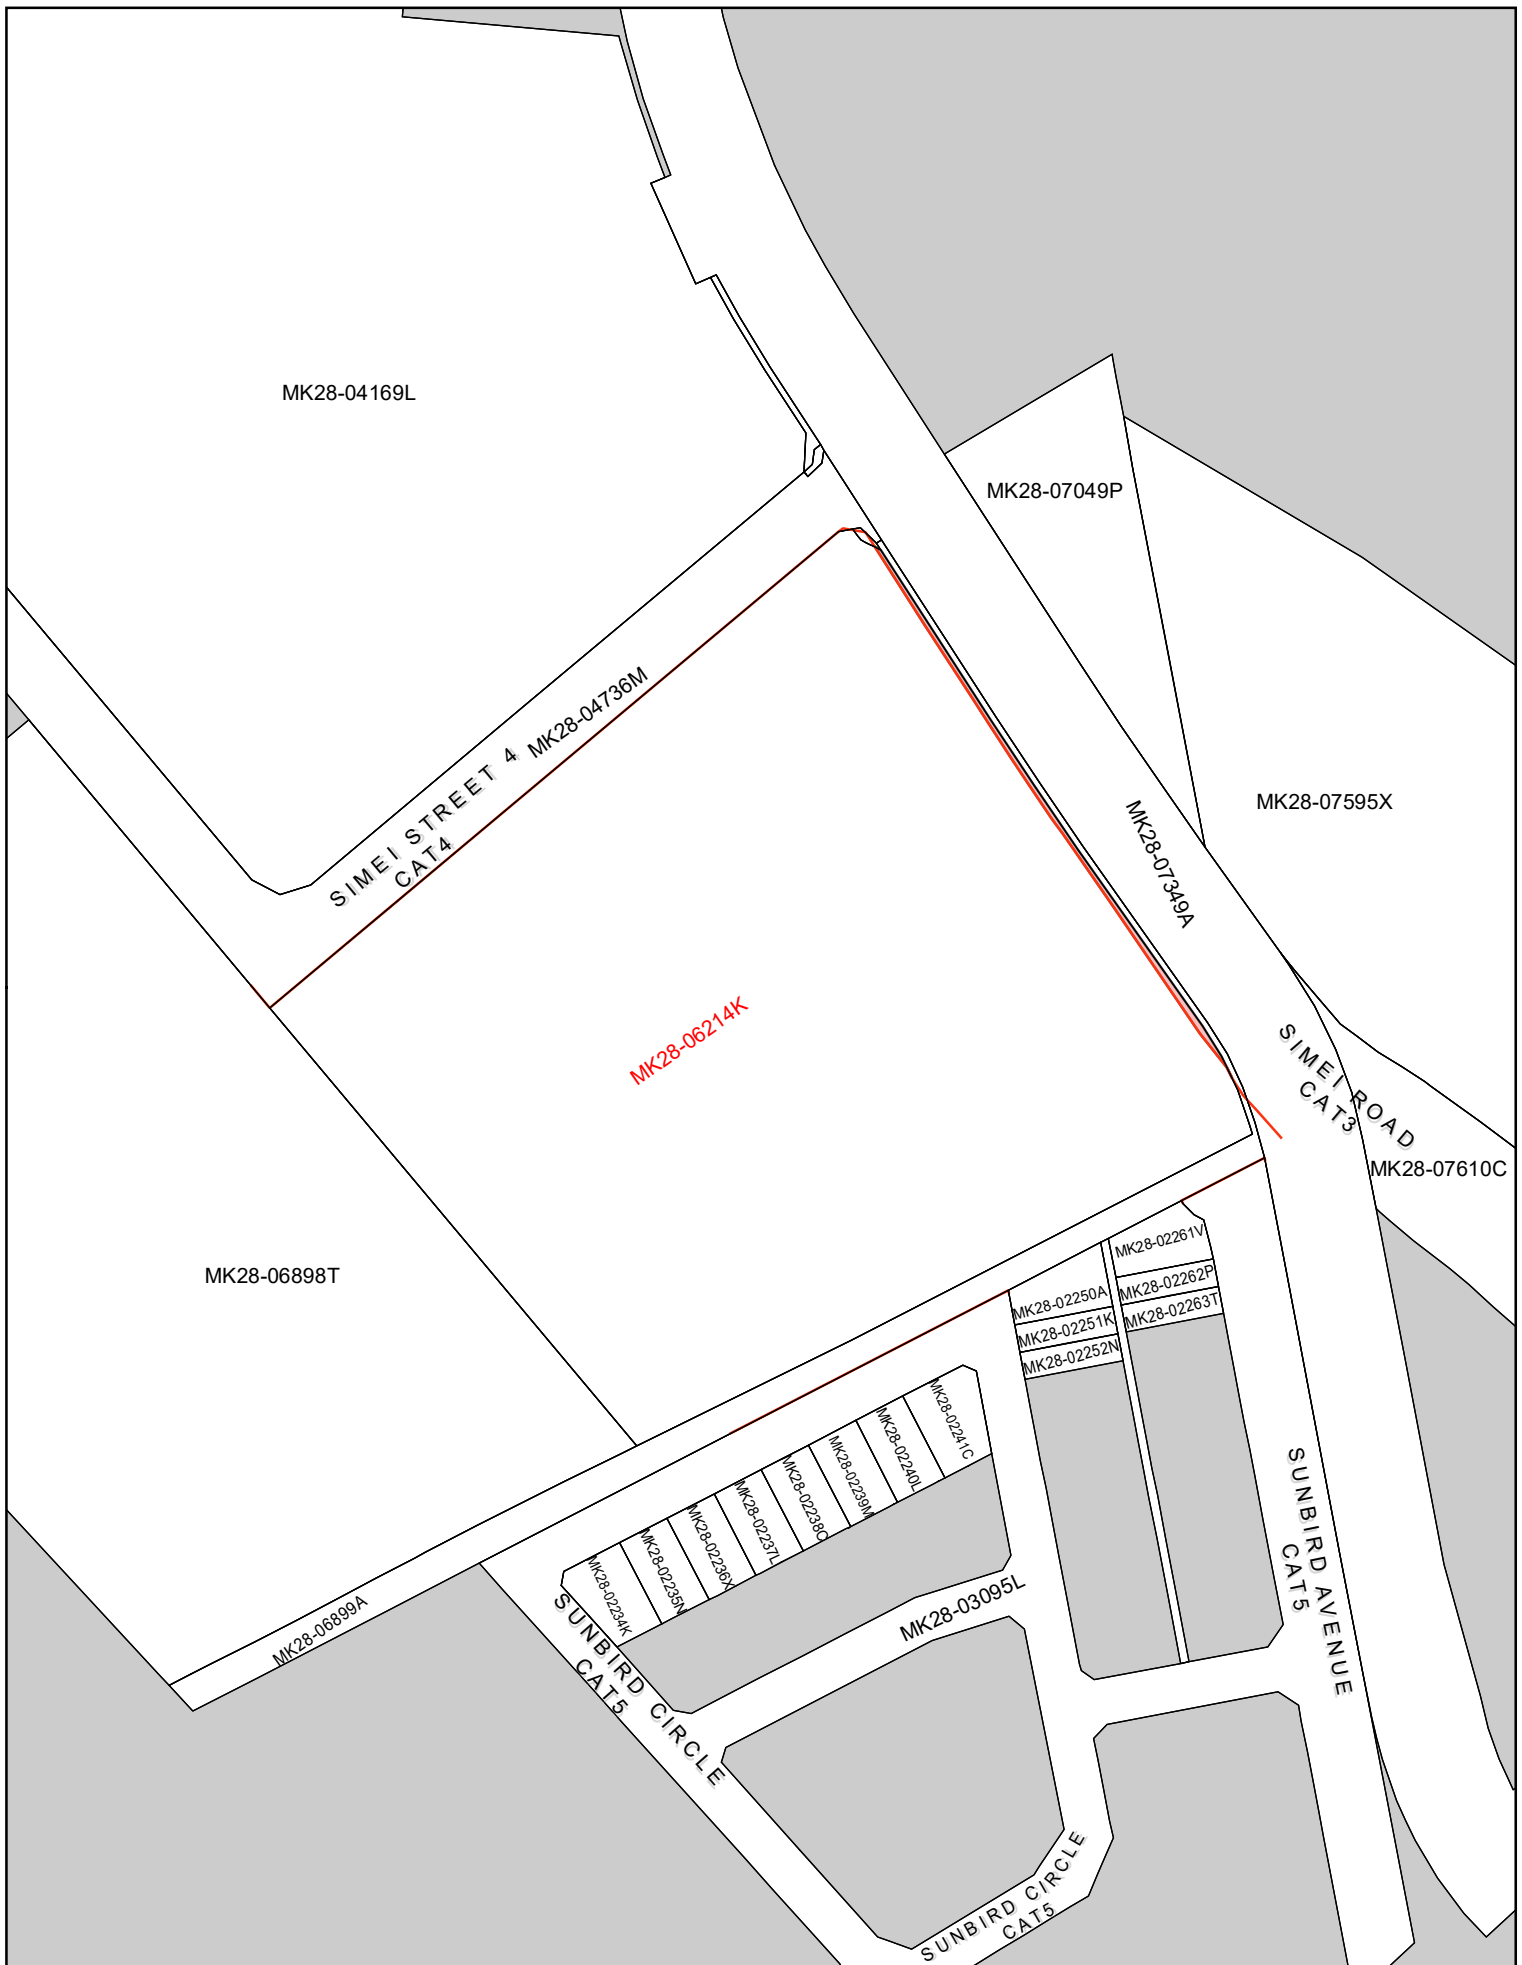 MK28-04169L
MK28-07049P
MK28-04736M
SIMEI STREET 4
CAT4
MK28-07595X
MK28-07349A
MK28-06214K
SIMEI ROAD
CAT3
MK28-07610C
MK28-06898T
MK28-02261V
MK28-02262P
MK28-02263T
MK28-02250A
MK28-02251K
MK28-02252N
MK28-02241C
MK28-02240L
MK28-02239M
MK28-02238C
MK28-02237L
MK28-02236X
MK28-02235N
MK28-02234K
MK28-06899A
MK28-03095L
SUNBIRD AVENUE
CAT5
SUNBIRD CIRCLE
CAT5
SUNBIRD CIRCLE
CAT5